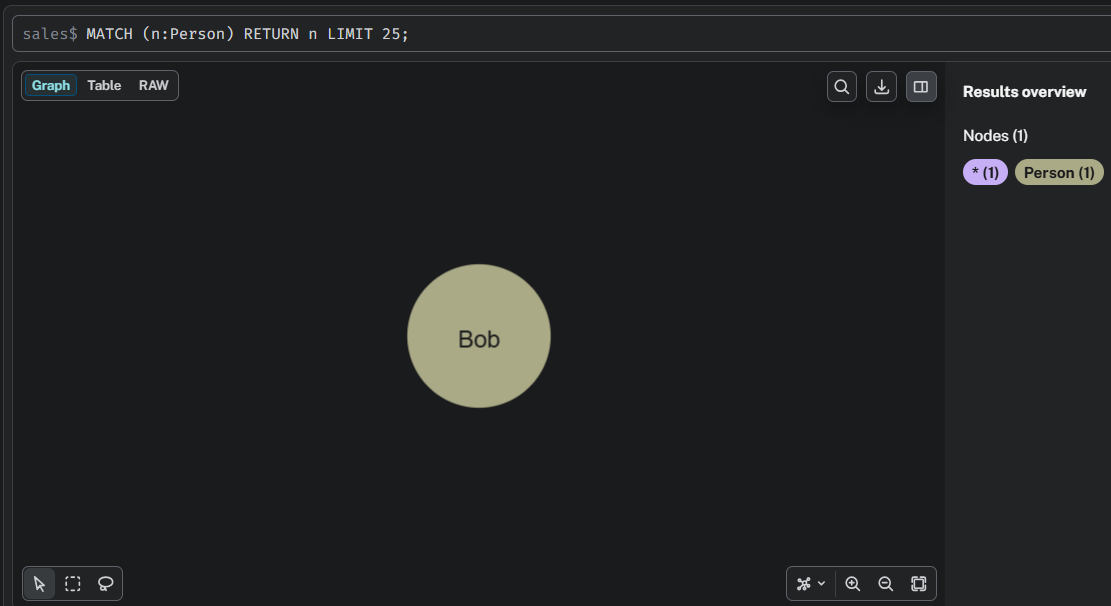 sales$ MATCH (n:Person) RETURN n LIMIT 25;
Graph Table RAW
Results overview
Nodes (1)
* (1) Person (1)
Bob